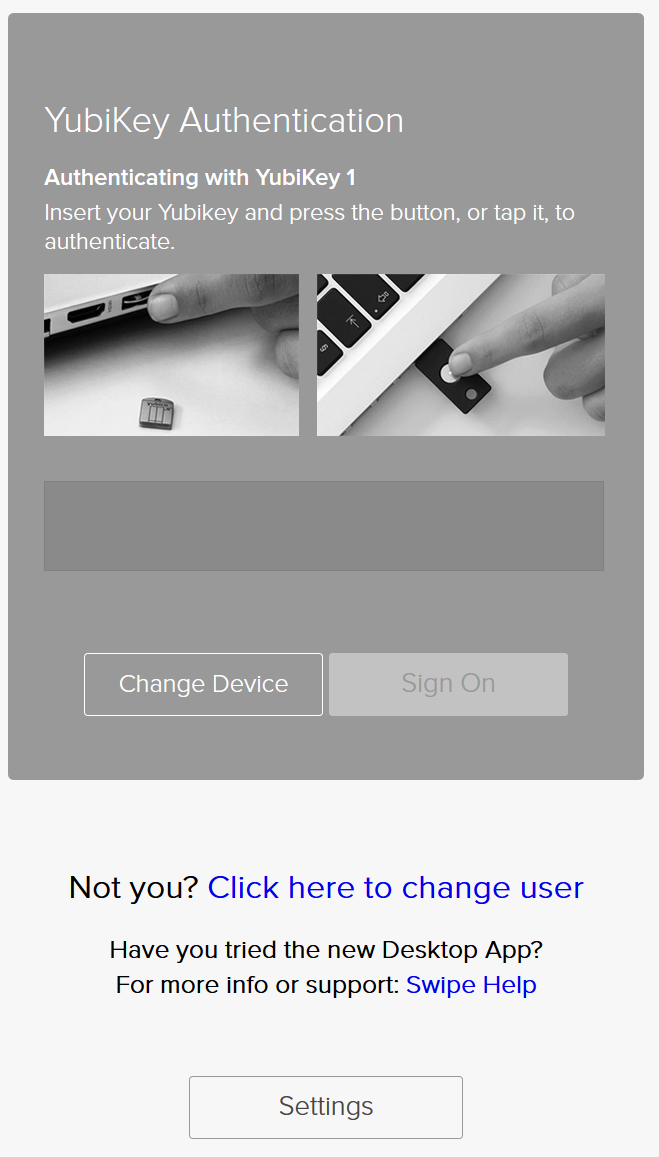 YubiKey Authentication
Authenticating with YubiKey 1
Insert your Yubikey and press the button, or tap it, to
authenticate.
Change Device
Sign On
Not you? Click here to change user
Have you tried the new Desktop App?
For more info or support: Swipe Help
Settings